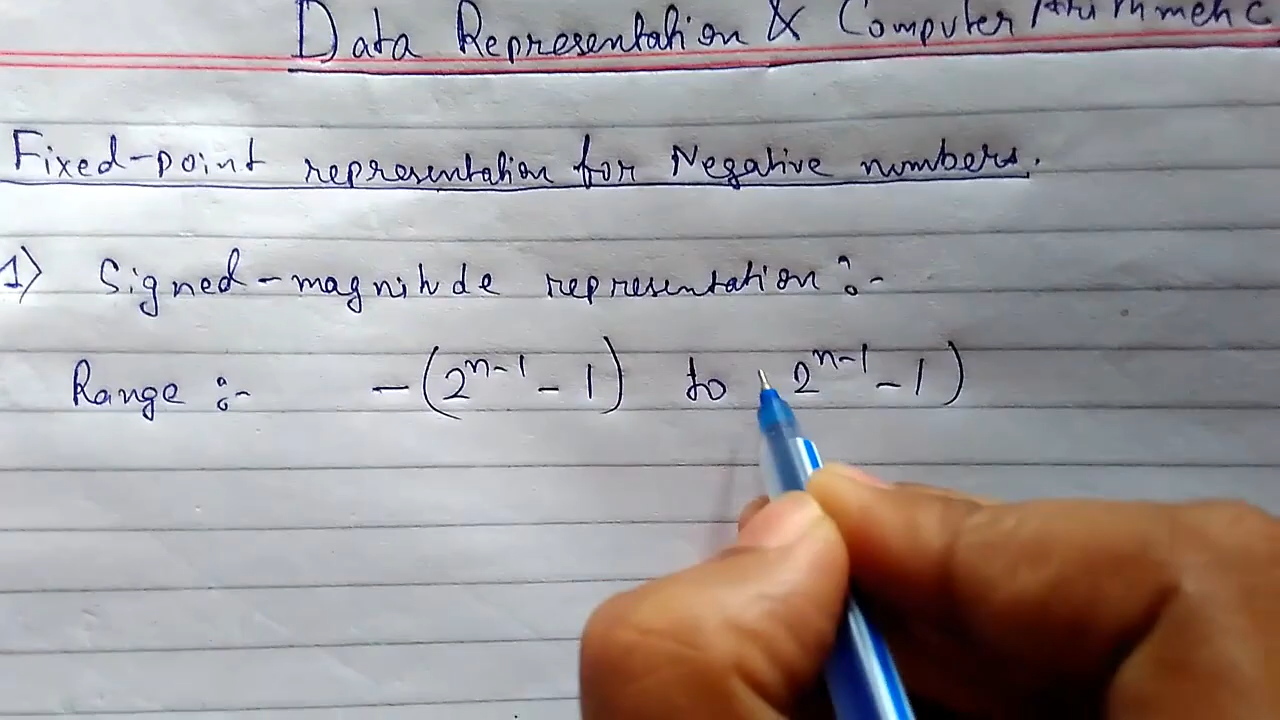 Data Representation & Computer Arithmetic
Fixed-point representation for Negative numbers.
1) Signed-magnitude representation :-
Range :- -(2^{n-1} - 1) to 2^{n-1} - 1)